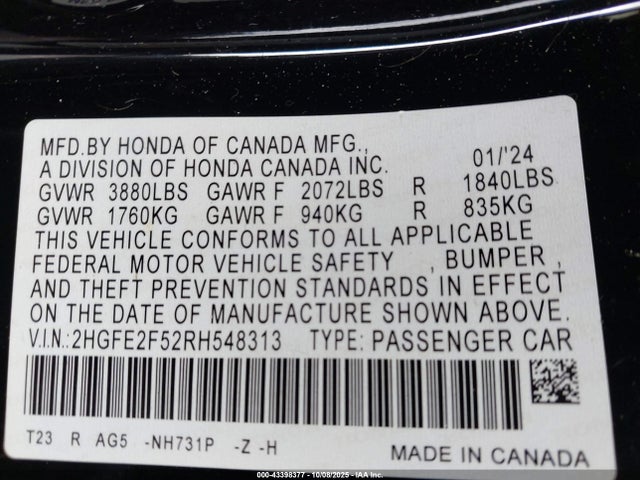 MFD.BY HONDA OF CANADA MFG.,
A DIVISION OF HONDA CANADA INC. 01/'24
GVWR 3880LBS GAWR F 2072LBS R 1840LBS
GVWR 1760KG GAWR F 940KG R 835KG
THIS VEHICLE CONFORMS TO ALL APPLICABLE
FEDERAL MOTOR VEHICLE SAFETY , BUMPER ,
AND THEFT PREVENTION STANDARDS IN EFFECT
ON THE DATE OF MANUFACTURE SHOWN ABOVE.
V.I.N.:2HGFE2F52RH548313 TYPE: PASSENGER CAR
T23 R AG5 -NH731P -Z -H
MADE IN CANADA
000-43398377 - 10/08/2025 - IAA Inc.